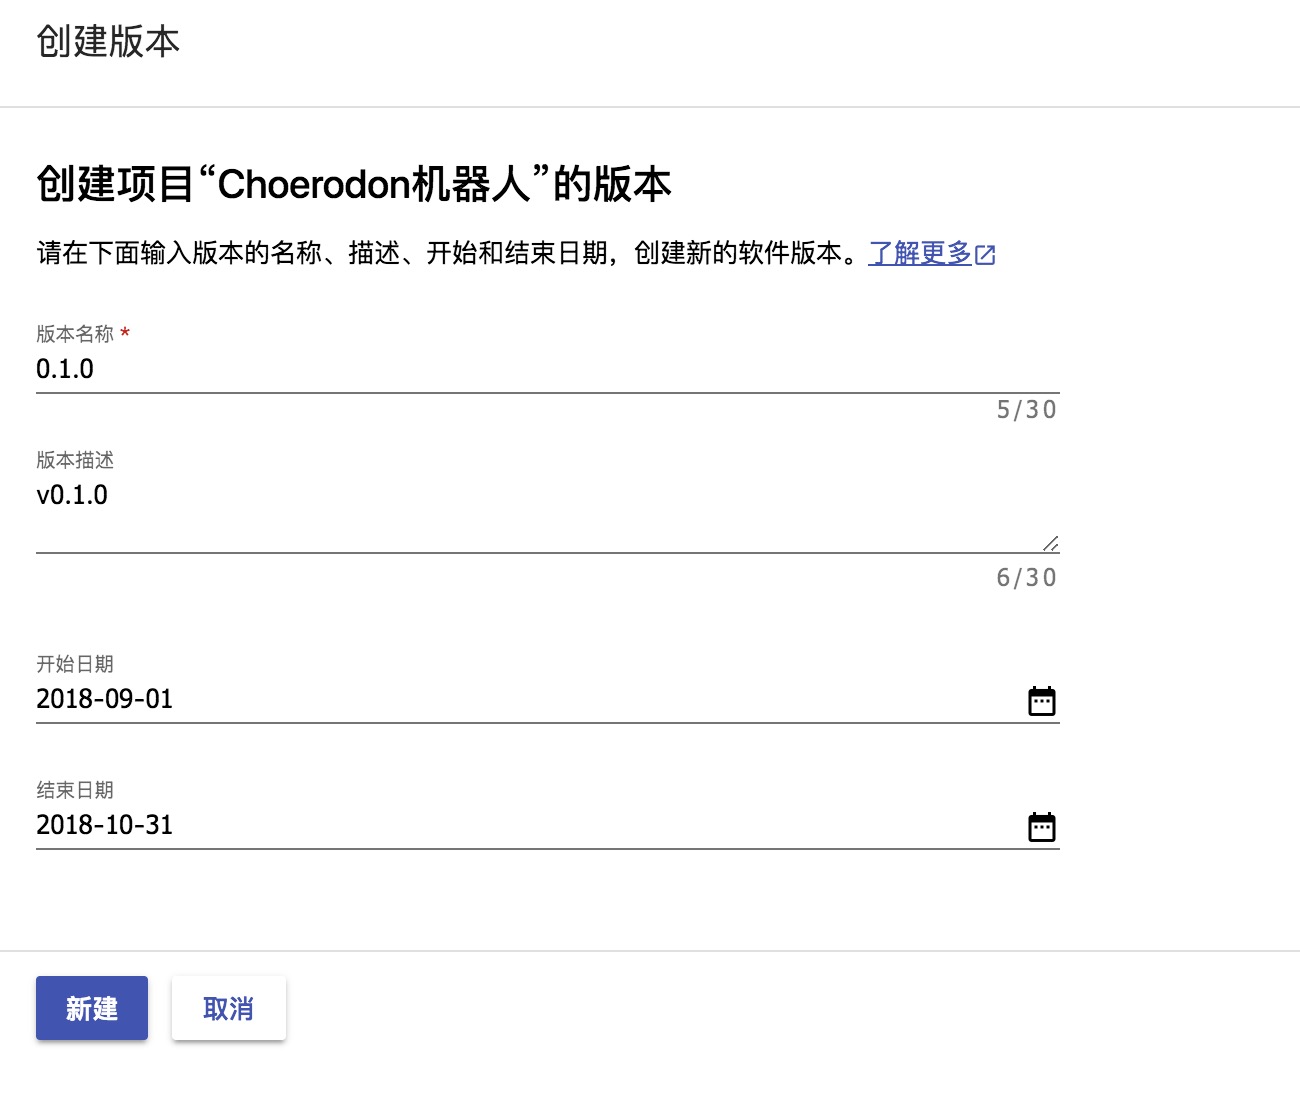 创建版本
创建项目“Choerodon机器人”的版本
请在下面输入版本的名称、描述、开始和结束日期，创建新的软件版本。了解更多
版本名称 *
0.1.0
5/30
版本描述
v0.1.0
6/30
开始日期
2018-09-01
结束日期
2018-10-31
新建 取消